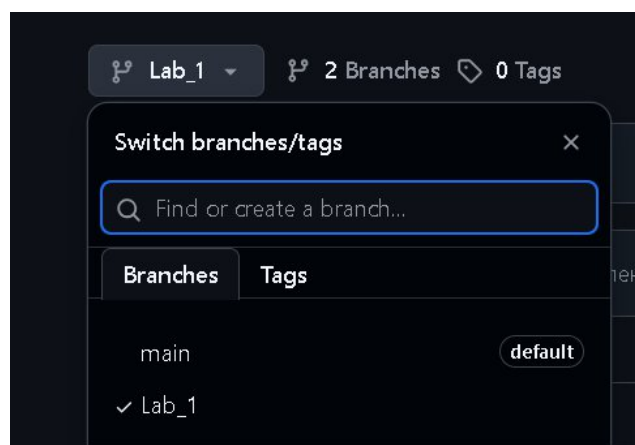 Lab_1 2 Branches 0 Tags
Switch branches/tags
Find or create a branch...
Branches Tags
main default
Lab_1